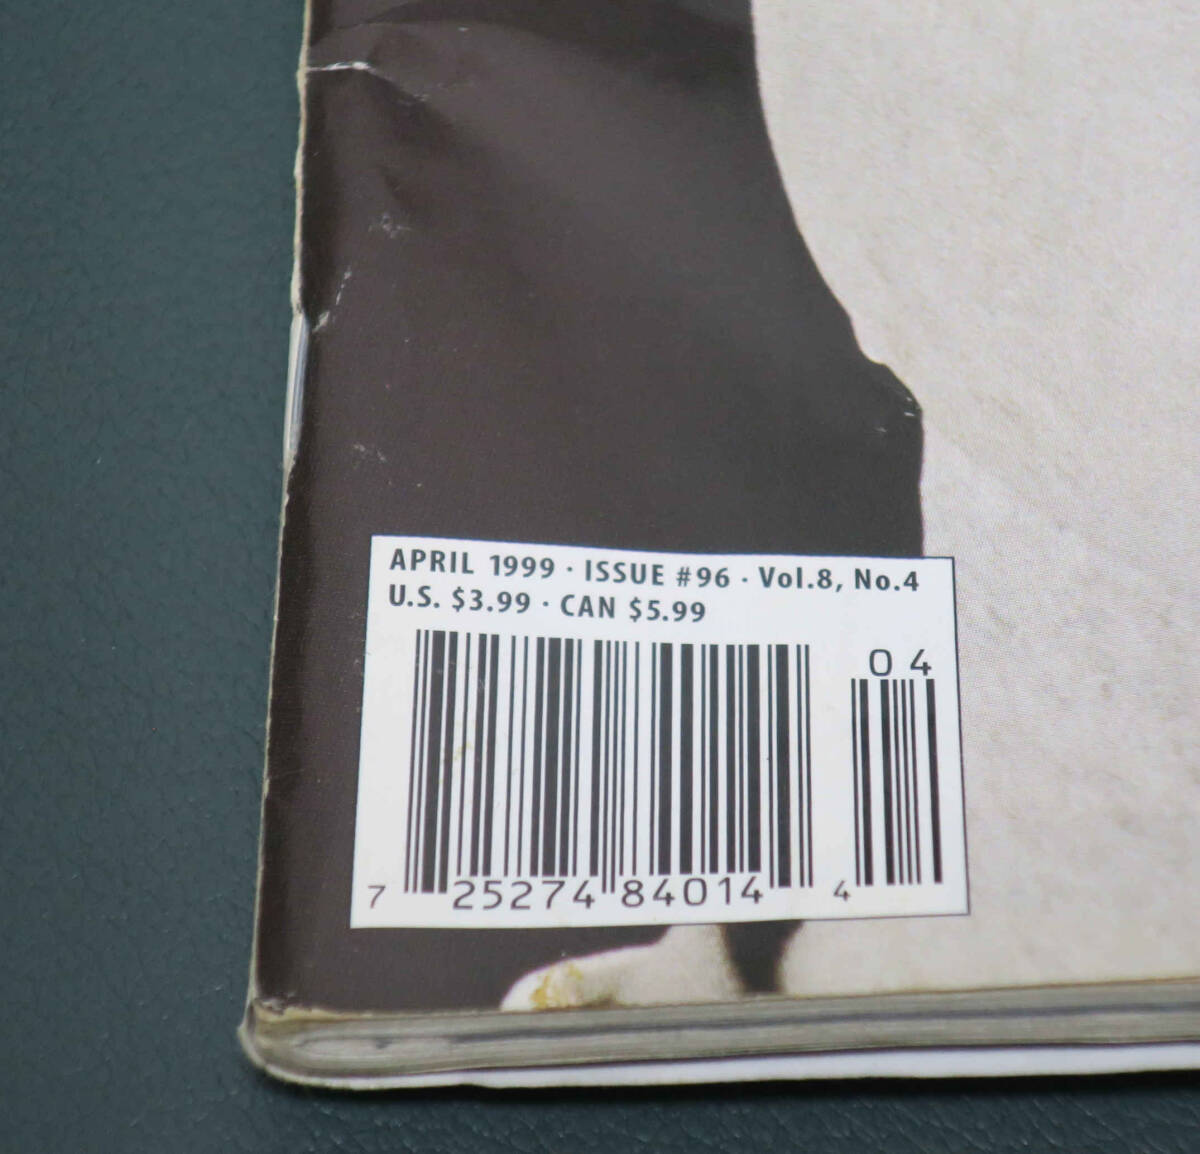 APRIL 1999 · ISSUE #96 · Vol.8, No.4
U.S. $3.99 · CAN $5.99
04
7 25274 84014 4